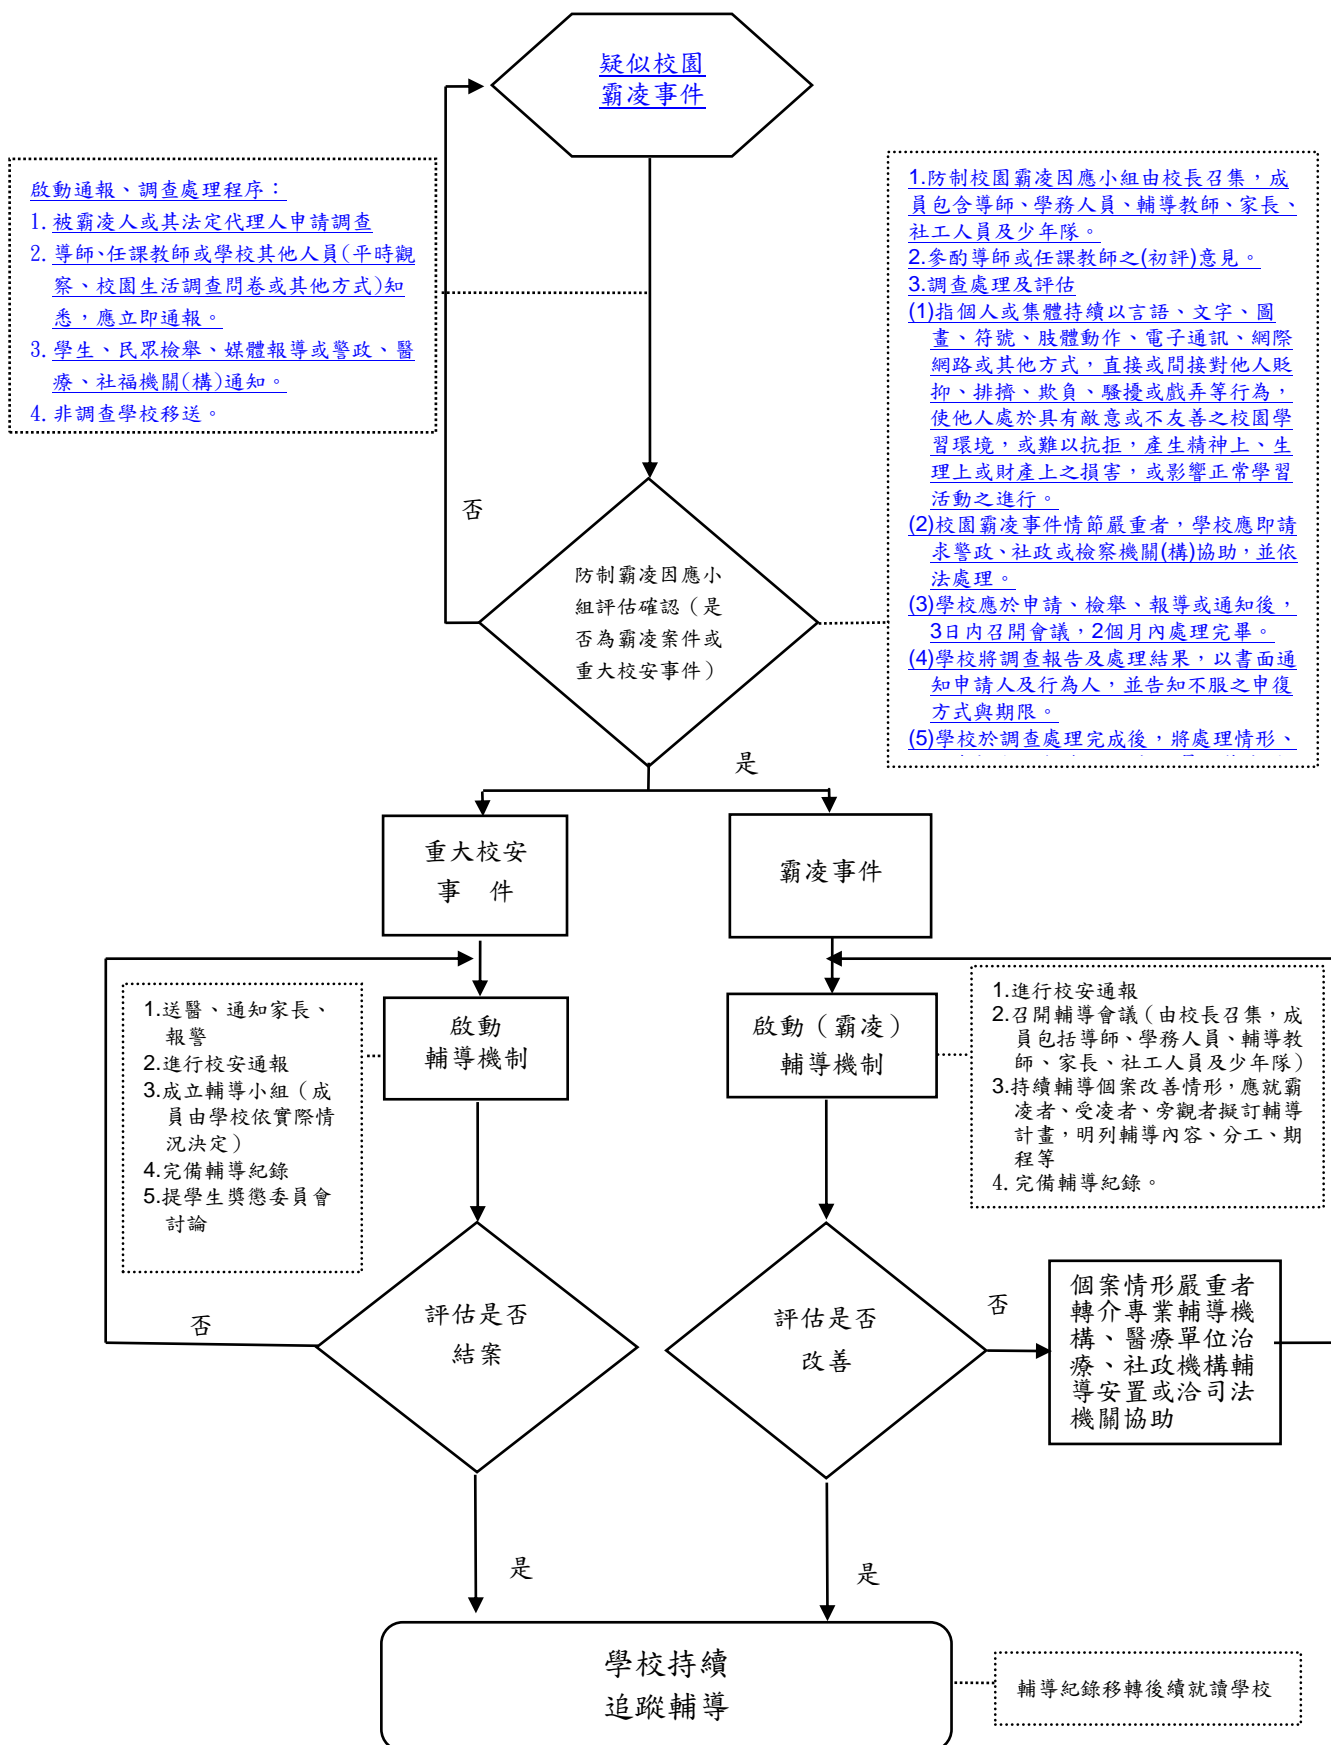 疑似校園
霸凌事件
啟動通報、調查處理程序：
1. 被霸凌人或其法定代理人申請調查
2. 導師、任課教師或學校其他人員(平時觀
察、校園生活調查問卷或其他方式)知
悉，應立即通報。
3. 學生、民眾檢舉、媒體報導或警政、醫
療、社福機關(構)通知。
4. 非調查學校移送。
1.防制校園霸凌因應小組由校長召集，成
員包含導師、學務人員、輔導教師、家長、
社工人員及少年隊。
2.參酌導師或任課教師之(初評)意見。
3.調查處理及評估
(1)指個人或集體持續以言語、文字、圖
畫、符號、肢體動作、電子通訊、網際
網路或其他方式，直接或間接對他人貶
抑、排擠、欺負、騷擾或戲弄等行為，
使他人處於具有敵意或不友善之校園學
習環境，或難以抗拒，產生精神上、生
理上或財產上之損害，或影響正常學習
活動之進行。
(2)校園霸凌事件情節嚴重者，學校應即請
求警政、社政或檢察機關(構)協助，並依
法處理。
(3)學校應於申請、檢舉、報導或通知後，
3日內召開會議，2個月內處理完畢。
(4)學校將調查報告及處理結果，以書面通
知申請人及行為人，並告知不服之申復
方式與期限。
(5)學校於調查處理完成後，將處理情形、
否
防制霸凌因應小
組評估確認（是
否為霸凌案件或
重大校安事件）
是
重大校安
事 件
霸凌事件
1.送醫、通知家長、
報警
2.進行校安通報
3.成立輔導小組（成
員由學校依實際情
況決定）
4.完備輔導紀錄
5.提學生獎懲委員會
討論
啟動
輔導機制
啟動（霸凌）
輔導機制
1.進行校安通報
2.召開輔導會議（由校長召集，成
員包括導師、學務人員、輔導教
師、家長、社工人員及少年隊）
3.持續輔導個案改善情形，應就霸
凌者、受凌者、旁觀者擬訂輔導
計畫，明列輔導內容、分工、期
程等
4. 完備輔導紀錄。
否
評估是否
結案
評估是否
改善
否
個案情形嚴重者
轉介專業輔導機
構、醫療單位治
療、社政機構輔
導安置或洽司法
機關協助
是
是
學校持續
追蹤輔導
輔導紀錄移轉後續就讀學校